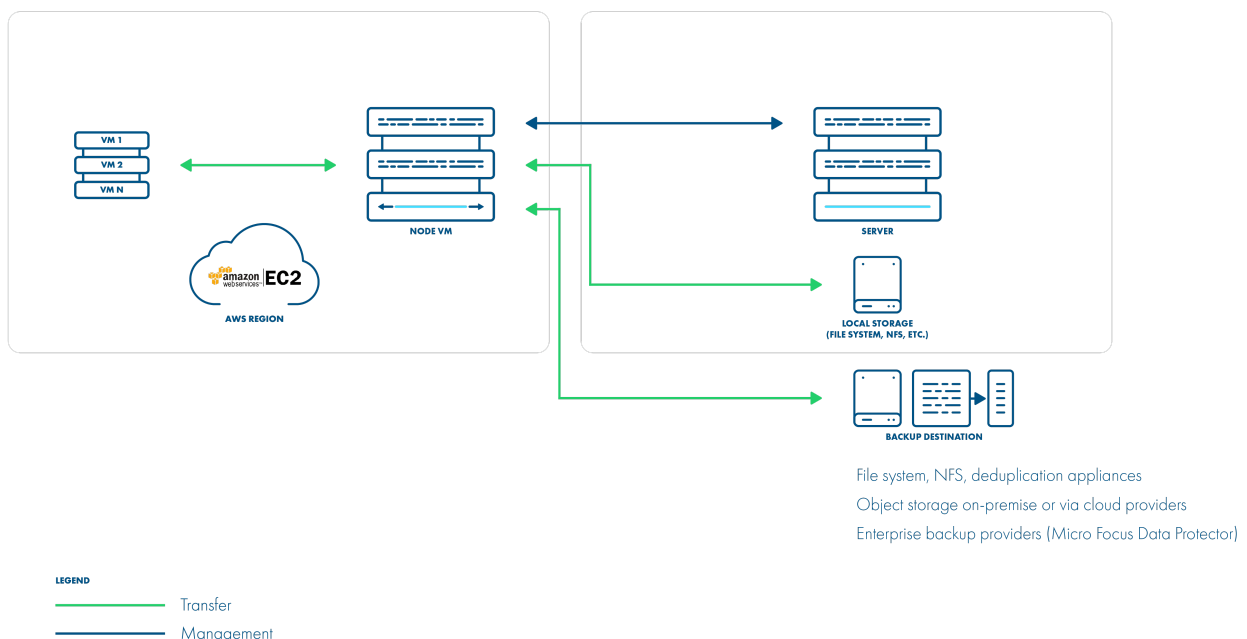 VM 1
VM 2
VM N
NODE VM
SERVER
amazon
webservices™
EC2
AWS REGION
LOCAL STORAGE
(FILE SYSTEM, NFS, ETC.)
BACKUP DESTINATION
File system, NFS, deduplication appliances
Object storage on-premise or via cloud providers
Enterprise backup providers (Micro Focus Data Protector)
LEGEND
Transfer
Management